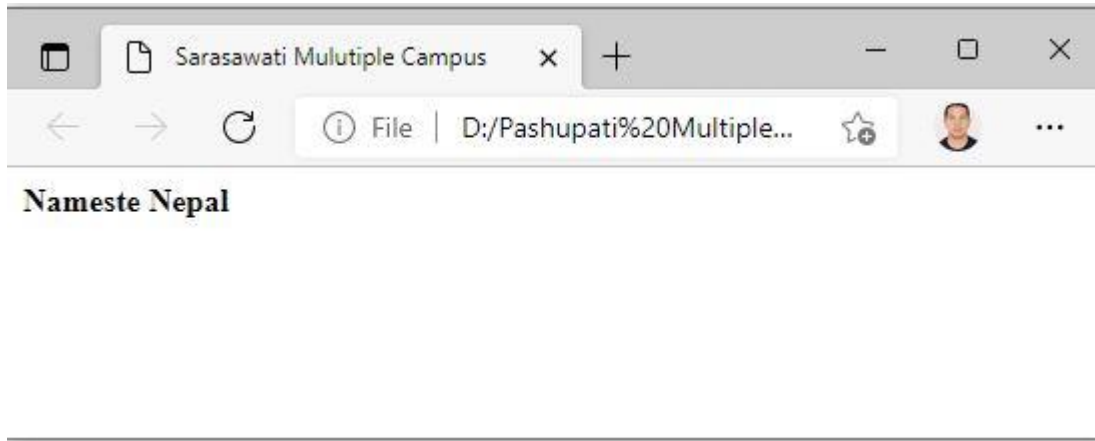 Sarasawati Mulutiple Campus
File | D:/Pashupati%20Multiple...
Nameste Nepal